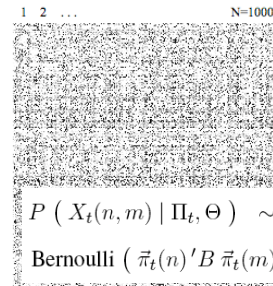 1 2 ... N=1000
P ( X_t(n, m) | Π_t, Θ ) ∼
Bernoulli ( π⃗_t(n) ′B π⃗_t(m)